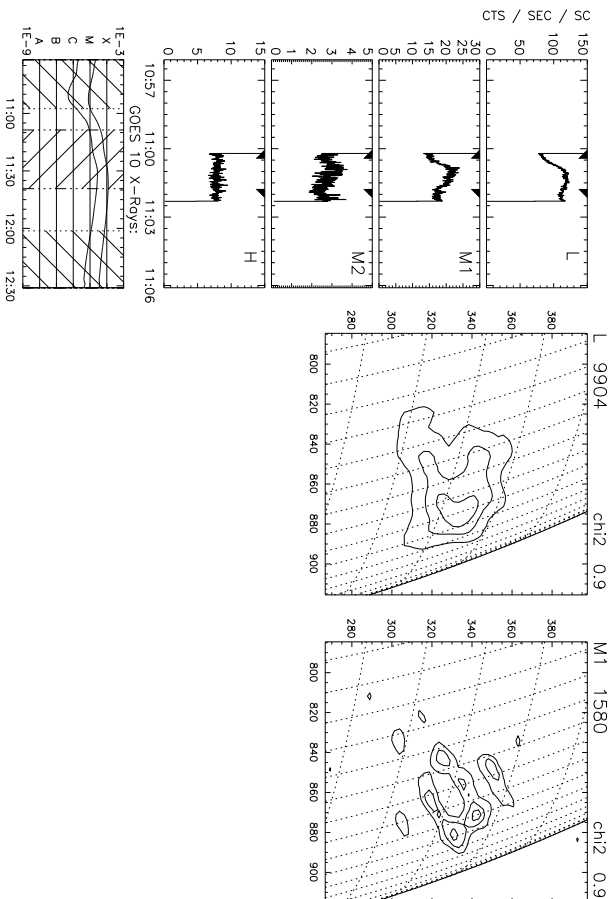 CTS / SEC / SC
L
0 50 100 150
M1
0 5 10 15 20 25 30
M2
0 1 2 3 4 5
H
0 5 10 15
10:57 11:00 11:03 11:06
GOES 10 X-Rays:
1E-3
X
M
C
B
A
1E-9
11:00 11:30 12:00 12:30
L 9904 chi2 0.9
280 300 320 340 360 380
800 820 840 860 880 900
M1 1580 chi2 0.9
280 300 320 340 360 380
800 820 840 860 880 900